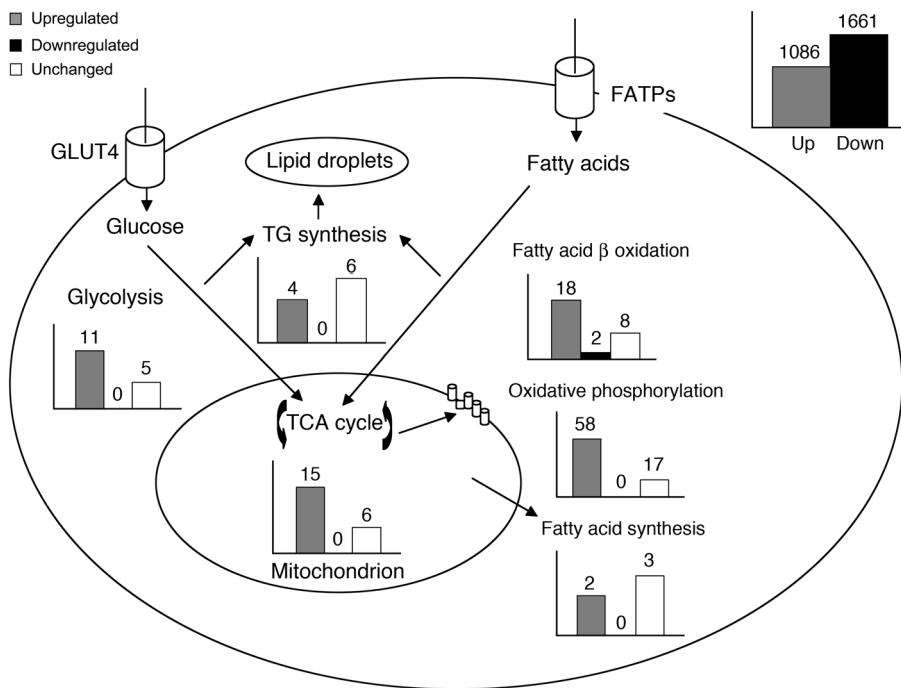 Upregulated
Downregulated
Unchanged
1086
1661
Up
Down
FATPs
GLUT4
Lipid droplets
Fatty acids
Glucose
TG synthesis
4
0
6
Fatty acid β oxidation
18
2
8
Glycolysis
11
0
5
Oxidative phosphorylation
58
0
17
TCA cycle
15
0
6
Mitochondrion
Fatty acid synthesis
2
0
3